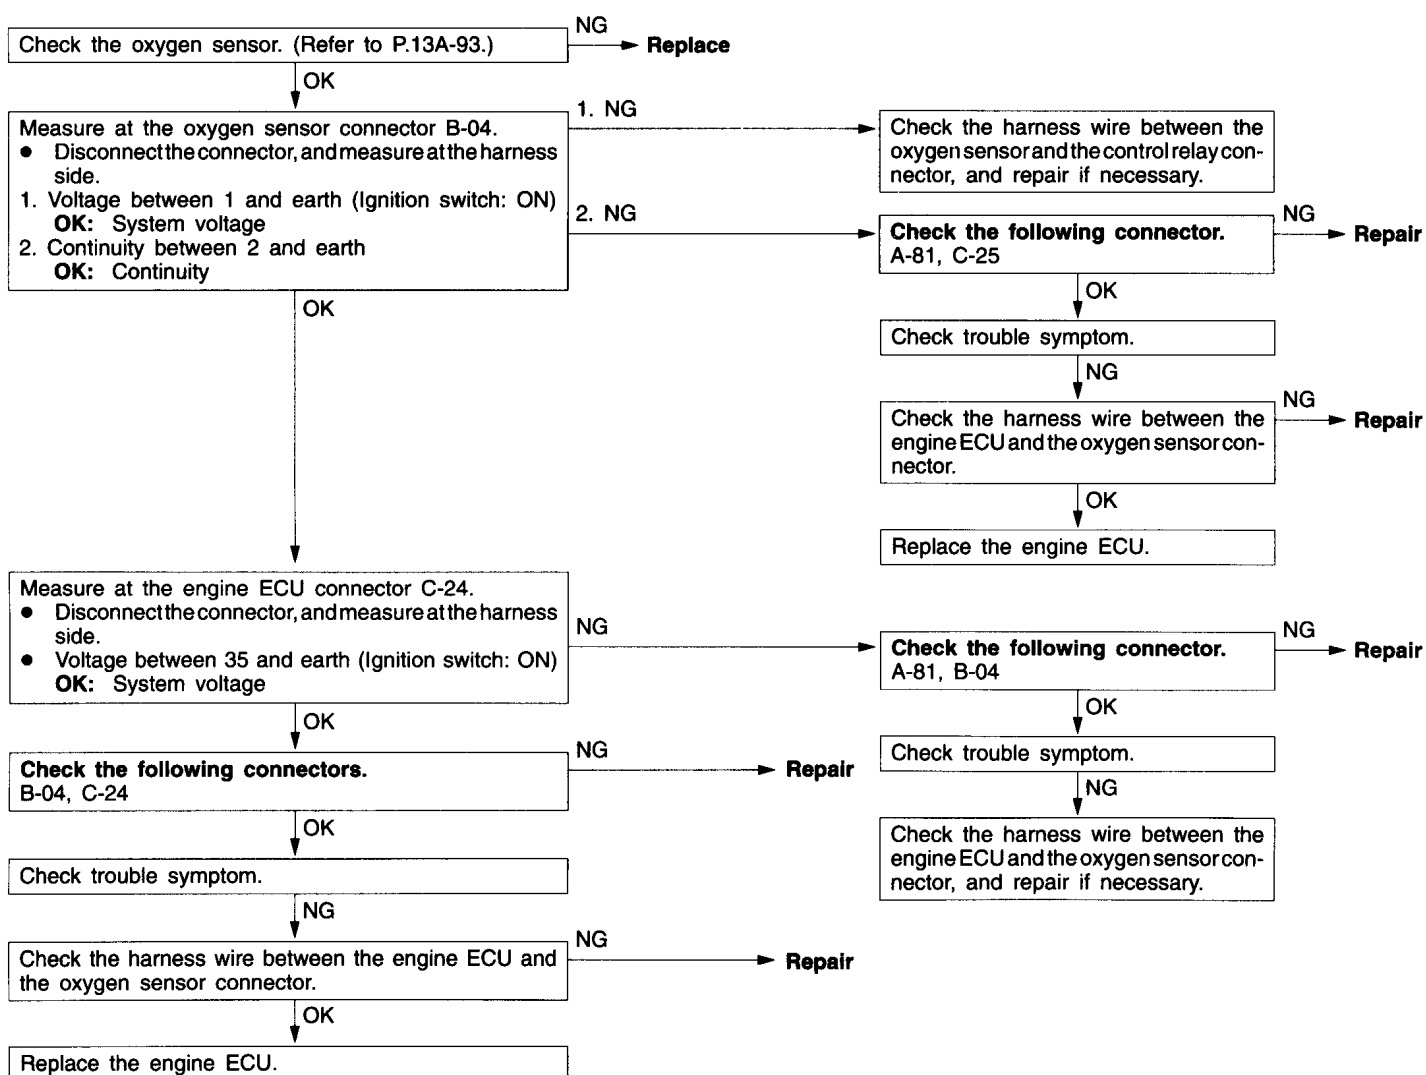 NG
Check the oxygen sensor. (Refer to P.13A-93.)
Replace
OK
Measure at the oxygen sensor connector B-04.
● Disconnect the connector, and measure at the harness
side.
1. Voltage between 1 and earth (Ignition switch: ON)
OK: System voltage
2. Continuity between 2 and earth
OK: Continuity
1. NG
Check the harness wire between the
oxygen sensor and the control relay con-
nector, and repair if necessary.
2. NG
Check the following connector.
A-81, C-25
NG
Repair
OK
Check trouble symptom.
NG
Check the harness wire between the
engine ECU and the oxygen sensor con-
nector.
NG
Repair
OK
Replace the engine ECU.
OK
Measure at the engine ECU connector C-24.
● Disconnect the connector, and measure at the harness
side.
● Voltage between 35 and earth (Ignition switch: ON)
OK: System voltage
NG
Check the following connector.
A-81, B-04
NG
Repair
OK
Check trouble symptom.
NG
Check the harness wire between the
engine ECU and the oxygen sensor con-
nector, and repair if necessary.
OK
Check the following connectors.
B-04, C-24
NG
Repair
OK
Check trouble symptom.
NG
Check the harness wire between the engine ECU and
the oxygen sensor connector.
NG
Repair
OK
Replace the engine ECU.